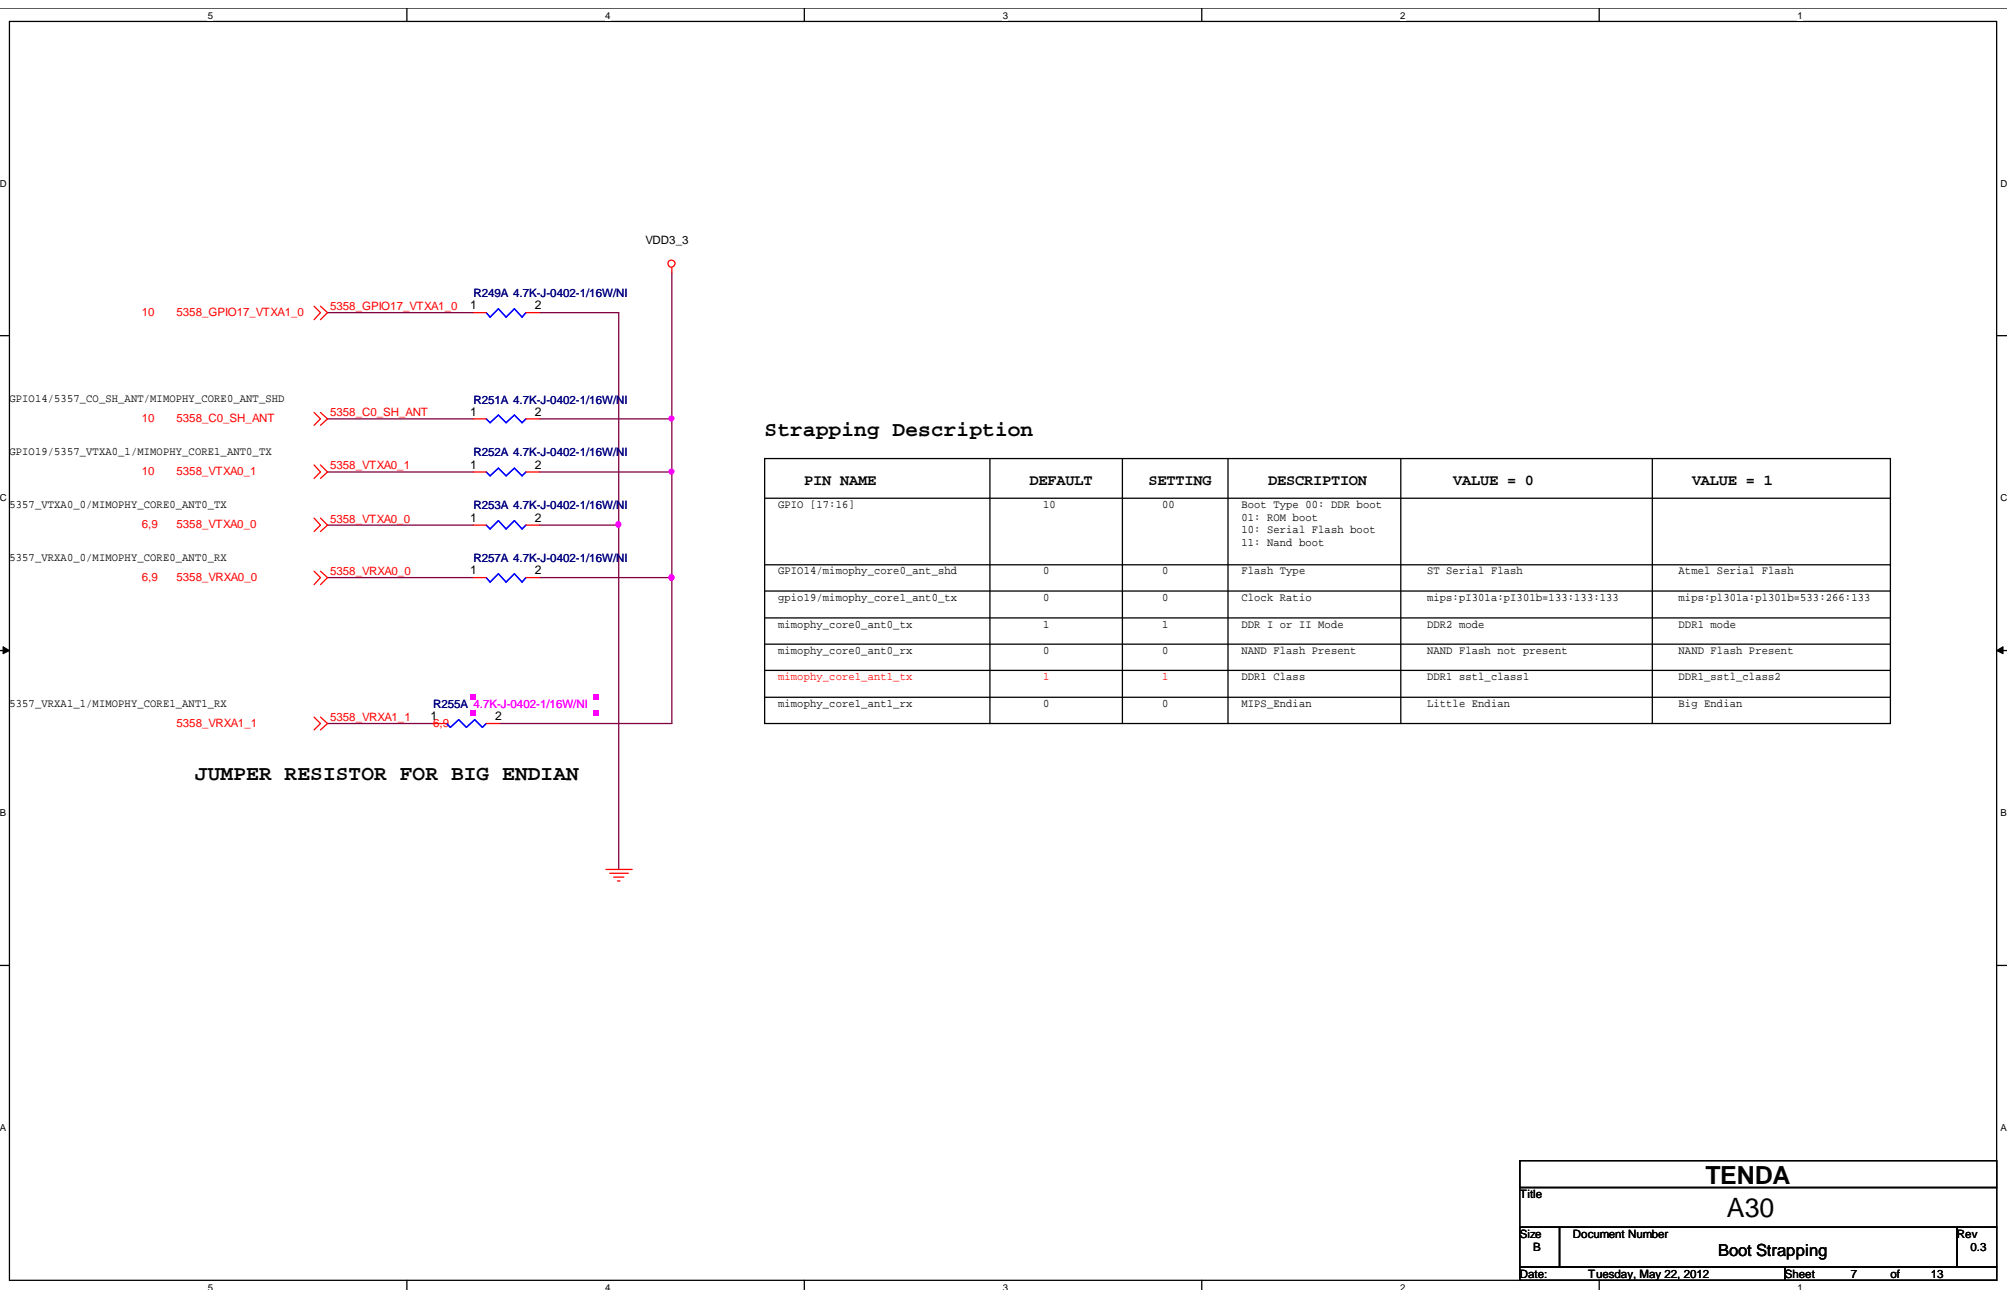 5 4 3 2 1
D D
VDD3_3
R249A 4.7K-J-0402-1/16W/NI
10 5358_GPIO17_VTXA1_0 5358_GPIO17_VTXA1_0 1 2
GPIO14/5357_CO_SH_ANT/MIMOPHY_CORE0_ANT_SHD
R251A 4.7K-J-0402-1/16W/NI
10 5358_C0_SH_ANT 5358_C0_SH_ANT 1 2
GPIO19/5357_VTXA0_1/MIMOPHY_CORE1_ANT0_TX
R252A 4.7K-J-0402-1/16W/NI
10 5358_VTXA0_1 5358_VTXA0_1 1 2
C C
5357_VTXA0_0/MIMOPHY_CORE0_ANT0_TX
R253A 4.7K-J-0402-1/16W/NI
6,9 5358_VTXA0_0 5358_VTXA0_0 1 2
5357_VRXA0_0/MIMOPHY_CORE0_ANT0_RX
R257A 4.7K-J-0402-1/16W/NI
6,9 5358_VRXA0_0 5358_VRXA0_0 1 2
5357_VRXA1_1/MIMOPHY_CORE1_ANT1_RX
R255A 4.7K-J-0402-1/16W/NI
5358_VRXA1_1 5358_VRXA1_1 1 6,9 2
JUMPER RESISTOR FOR BIG ENDIAN
Strapping Description
PIN NAME DEFAULT SETTING DESCRIPTION VALUE = 0 VALUE = 1
GPIO [17:16] 10 00 Boot Type 00: DDR boot
01: ROM boot
10: Serial Flash boot
11: Nand boot
GPIO14/mimophy_core0_ant_shd 0 0 Flash Type ST Serial Flash Atmel Serial Flash
gpio19/mimophy_core1_ant0_tx 0 0 Clock Ratio mips:pI301a:pI301b=133:133:133 mips:pl301a:pl301b=533:266:133
mimophy_core0_ant0_tx 1 1 DDR I or II Mode DDR2 mode DDR1 mode
mimophy_core0_ant0_rx 0 0 NAND Flash Present NAND Flash not present NAND Flash Present
mimophy_core1_ant1_tx 1 1 DDR1 Class DDR1 sstl_class1 DDR1_sstl_class2
mimophy_core1_ant1_rx 0 0 MIPS_Endian Little Endian Big Endian
B B
A A
TENDA
Title
A30
Size Document Number Rev
B Boot Strapping 0.3
Date: Tuesday, May 22, 2012 Sheet 7 of 13
5 4 3 2 1